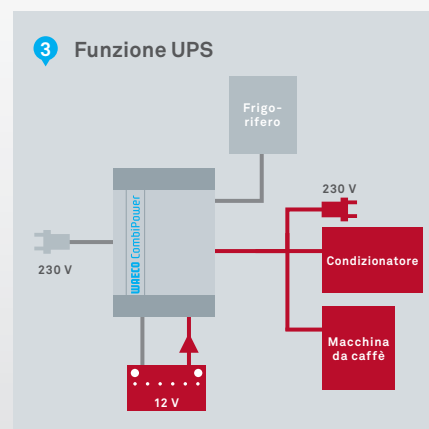 3 Funzione UPS
Frigo-
rifero
230 V
230 V
WAECO CombiPower
Condizionatore
Macchina
da caffè
12 V